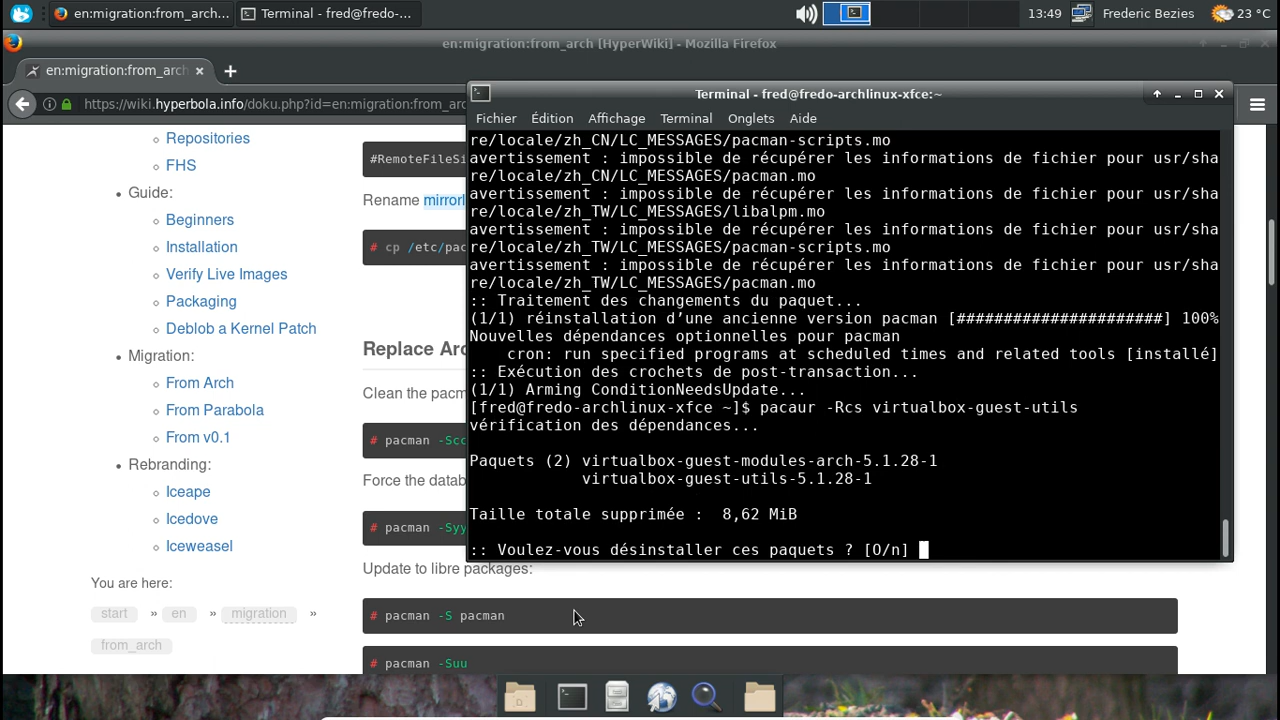 en:migration:from_arch...
Terminal - fred@fredo-...
13:49
Frederic Bezies
23 °C
en:migration:from_arch [HyperWiki] - Mozilla Firefox
en:migration:from_arch
https://wiki.hyperbola.info/doku.php?id=en:migration:from_ar
Repositories
FHS
Guide:
Beginners
Installation
Verify Live Images
Packaging
Deblob a Kernel Patch
Migration:
From Arch
From Parabola
From v0.1
Rebranding:
Iceape
Icedove
Iceweasel
You are here:
start » en » migration »
from_arch
#RemoteFileSi
Rename mirrorl
# cp /etc/pac
Replace Arc
Clean the pacm
# pacman -Scc
Force the datab
# pacman -Syy
Update to libre packages:
# pacman -S pacman
# pacman -Suu
Terminal - fred@fredo-archlinux-xfce:~
Fichier Édition Affichage Terminal Onglets Aide
re/locale/zh_CN/LC_MESSAGES/pacman-scripts.mo
avertissement : impossible de récupérer les informations de fichier pour usr/sha
re/locale/zh_CN/LC_MESSAGES/pacman.mo
avertissement : impossible de récupérer les informations de fichier pour usr/sha
re/locale/zh_TW/LC_MESSAGES/libalpm.mo
avertissement : impossible de récupérer les informations de fichier pour usr/sha
re/locale/zh_TW/LC_MESSAGES/pacman-scripts.mo
avertissement : impossible de récupérer les informations de fichier pour usr/sha
re/locale/zh_TW/LC_MESSAGES/pacman.mo
:: Traitement des changements du paquet...
(1/1) réinstallation d’une ancienne version pacman [######################] 100%
Nouvelles dépendances optionnelles pour pacman
cron: run specified programs at scheduled times and related tools [installé]
:: Exécution des crochets de post-transaction...
(1/1) Arming ConditionNeedsUpdate...
[fred@fredo-archlinux-xfce ~]$ pacaur -Rcs virtualbox-guest-utils
vérification des dépendances...
Paquets (2) virtualbox-guest-modules-arch-5.1.28-1
virtualbox-guest-utils-5.1.28-1
Taille totale supprimée : 8,62 MiB
:: Voulez-vous désinstaller ces paquets ? [O/n]